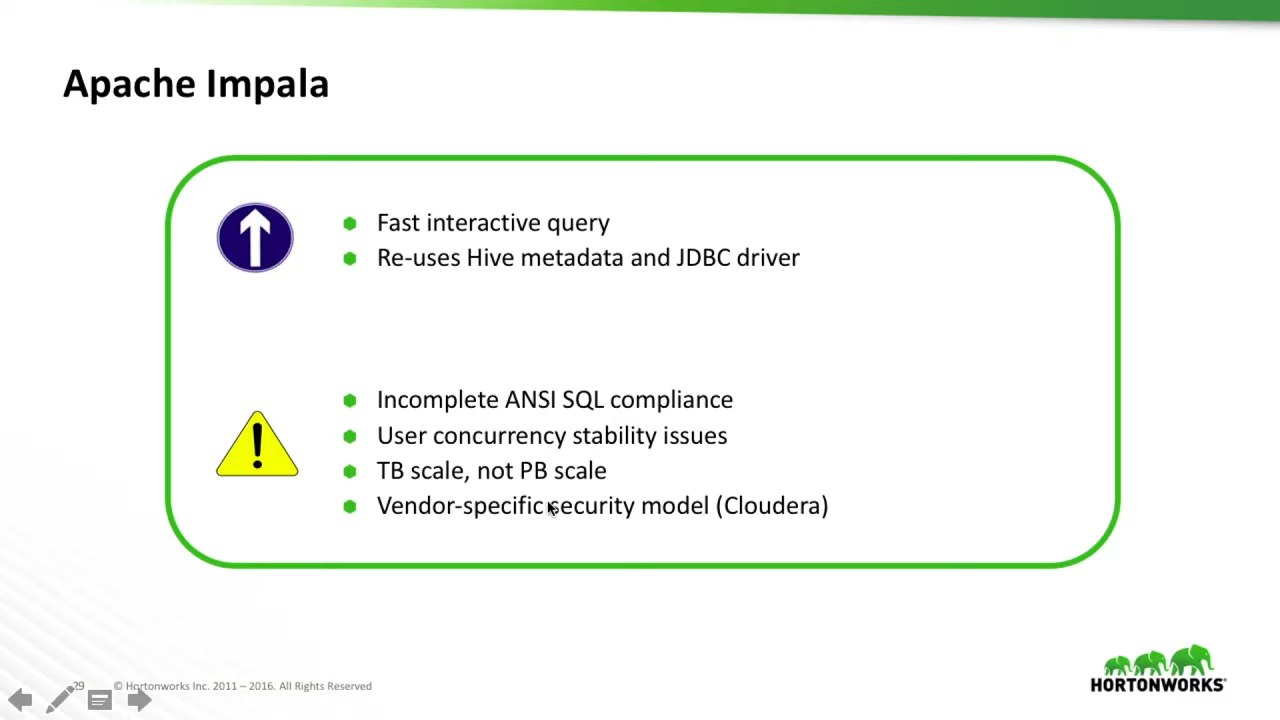 Apache Impala
Fast interactive query
Re-uses Hive metadata and JDBC driver
Incomplete ANSI SQL compliance
User concurrency stability issues
TB scale, not PB scale
Vendor-specific security model (Cloudera)
29 © Hortonworks Inc. 2011 – 2016. All Rights Reserved
HORTONWORKS